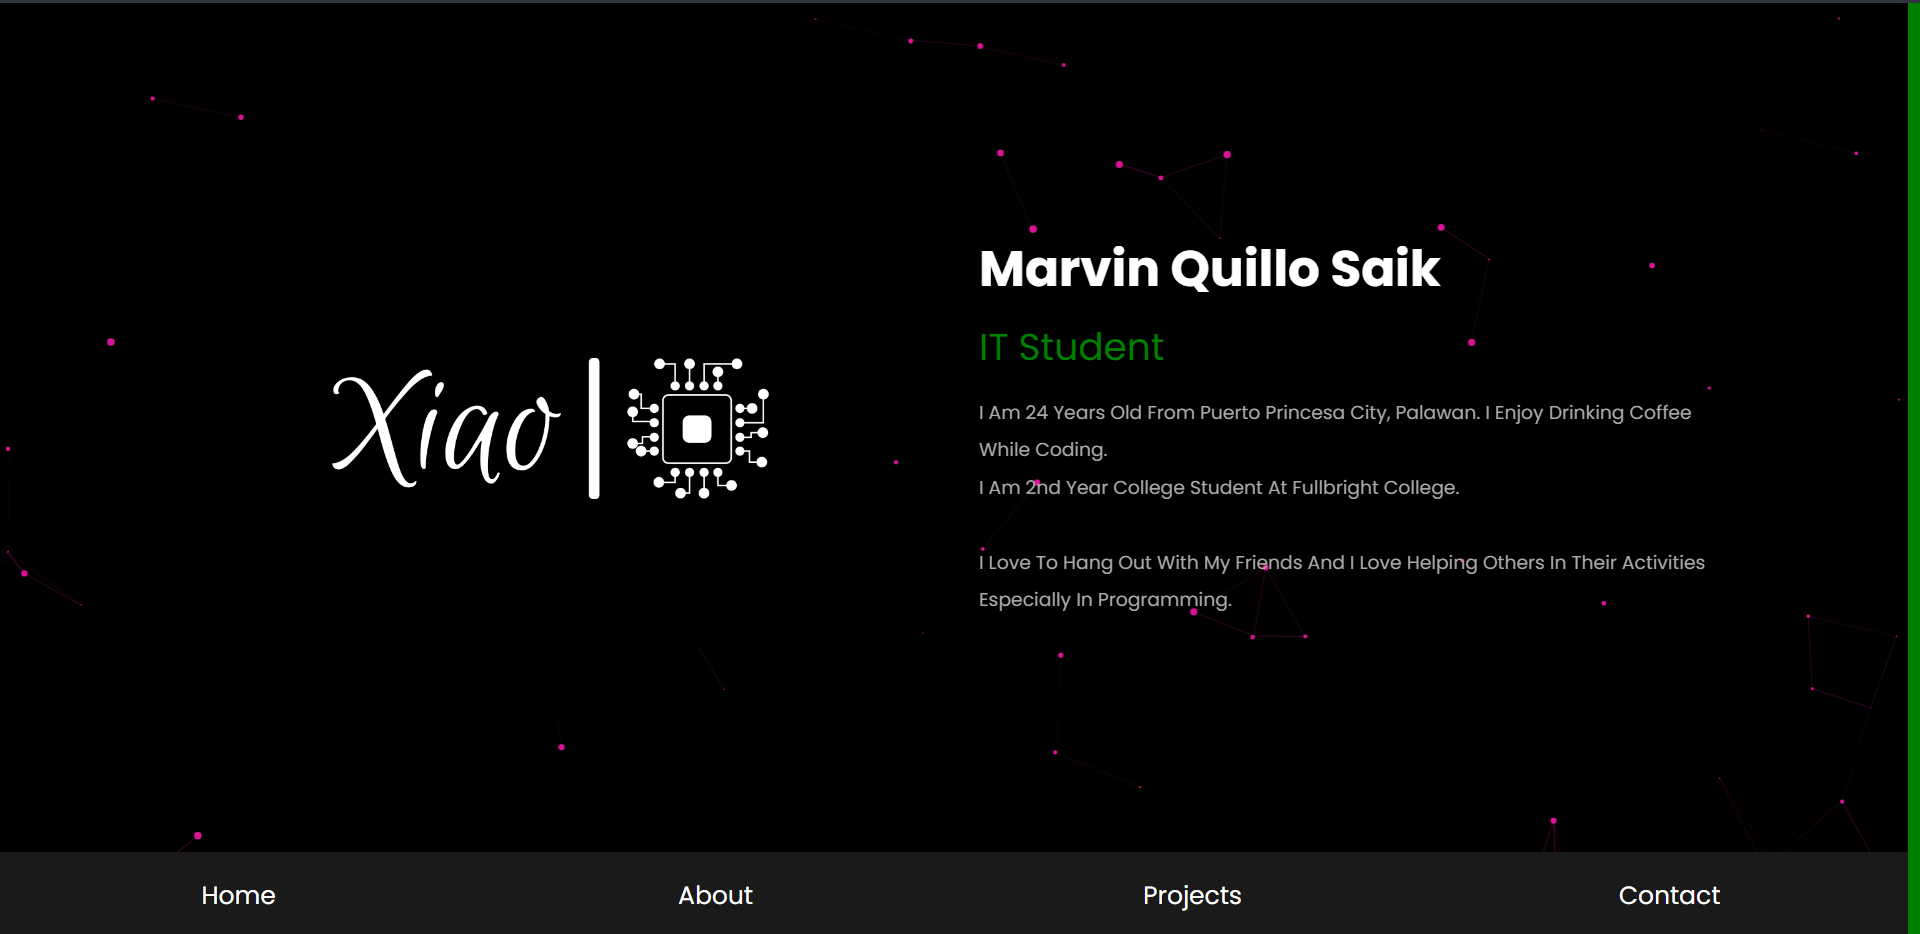 Xiao
Marvin Quillo Saik
IT Student
I Am 24 Years Old From Puerto Princesa City, Palawan. I Enjoy Drinking Coffee
While Coding.
I Am 2nd Year College Student At Fullbright College.
I Love To Hang Out With My Friends And I Love Helping Others In Their Activities
Especially In Programming.
Home
About
Projects
Contact